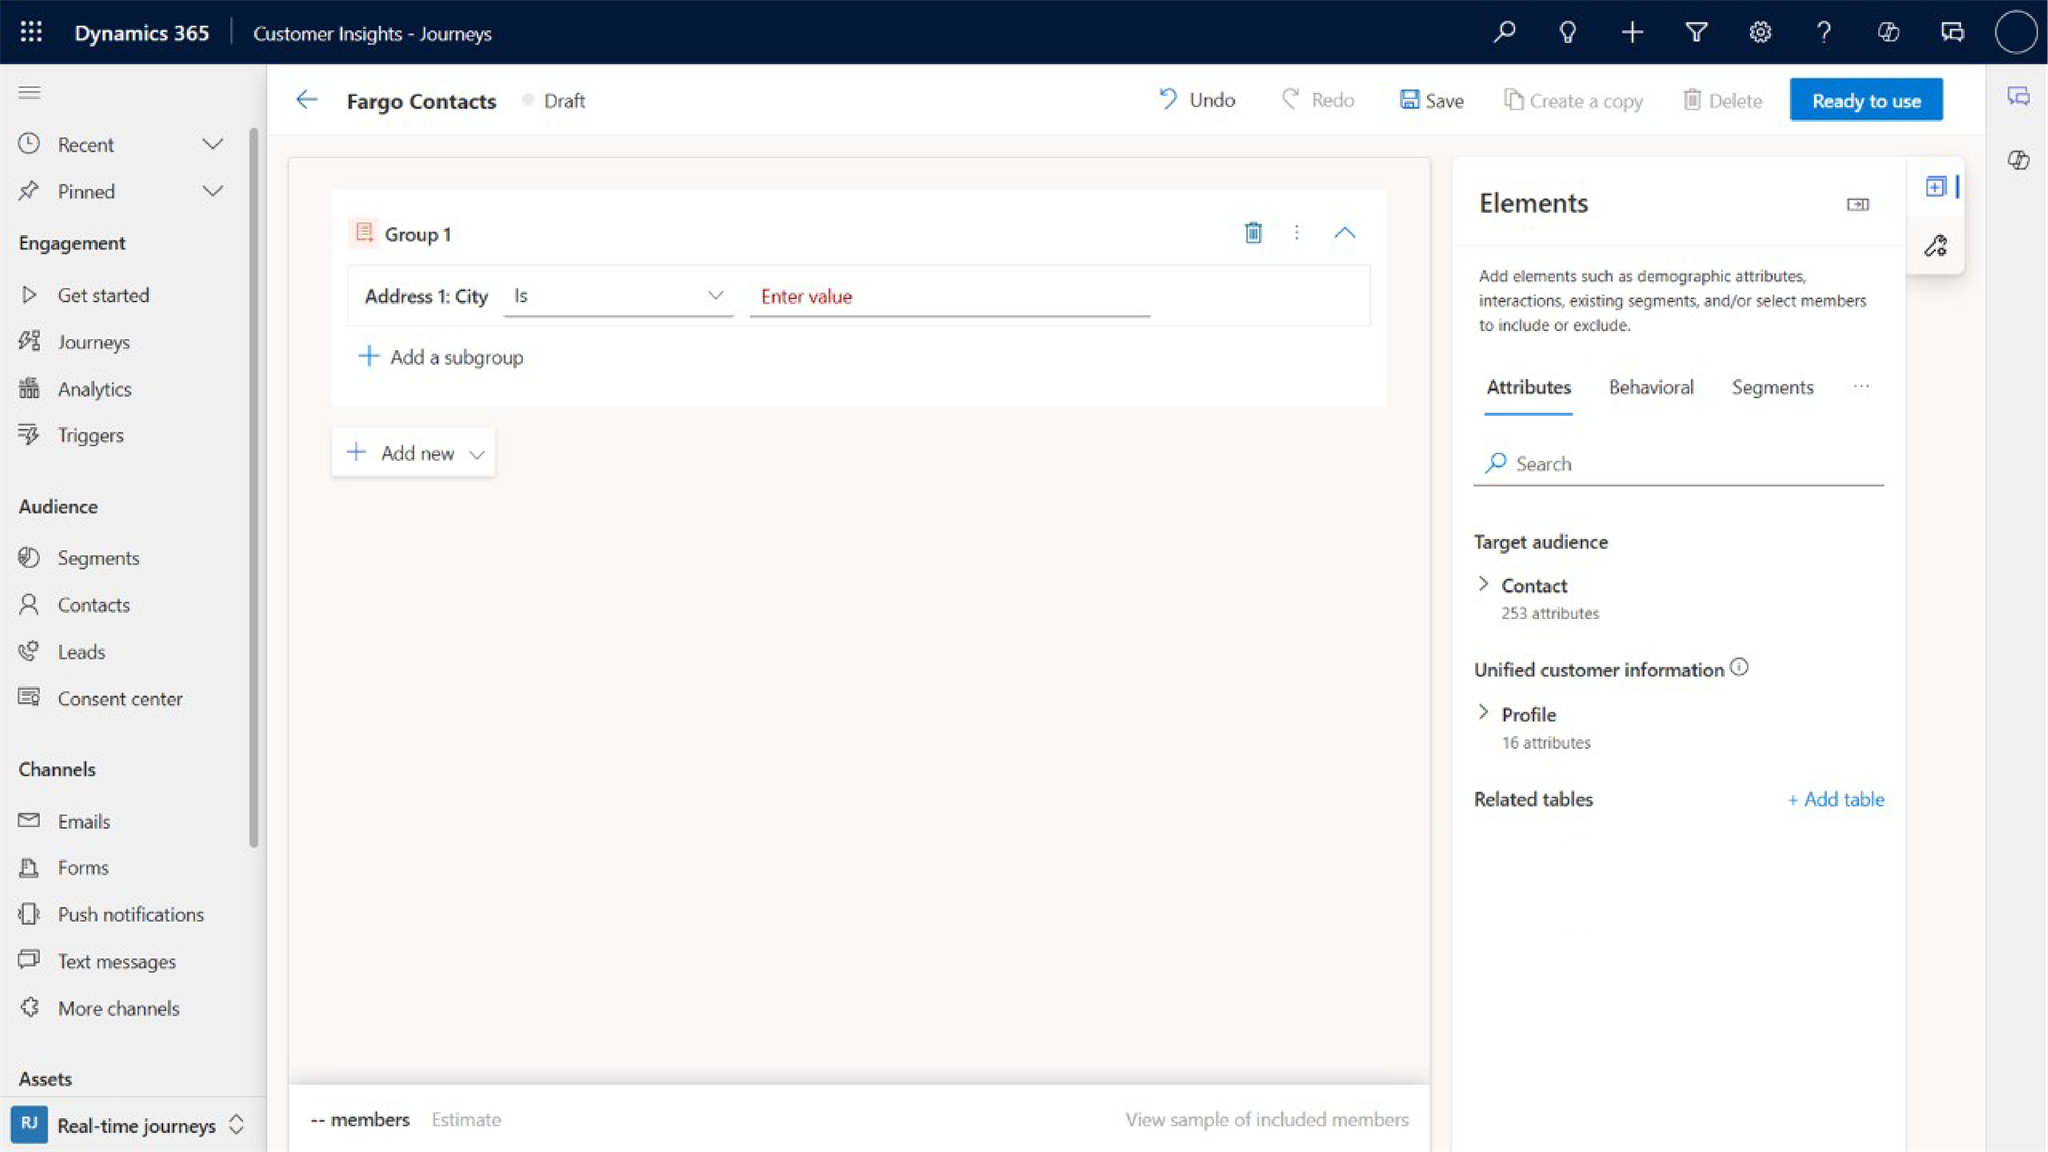 Dynamics 365
Customer Insights - Journeys
Recent
Pinned
Engagement
Get started
Journeys
Analytics
Triggers
Audience
Segments
Contacts
Leads
Consent center
Channels
Emails
Forms
Push notifications
Text messages
More channels
Assets
RJ Real-time journeys
Fargo Contacts Draft
Undo Redo Save Create a copy Delete Ready to use
Group 1
Address 1: City Is Enter value
Add a subgroup
Add new
-- members Estimate View sample of included members
Elements
Add elements such as demographic attributes,
interactions, existing segments, and/or select members
to include or exclude.
Attributes Behavioral Segments ...
Search
Target audience
Contact
253 attributes
Unified customer information
Profile
16 attributes
Related tables + Add table